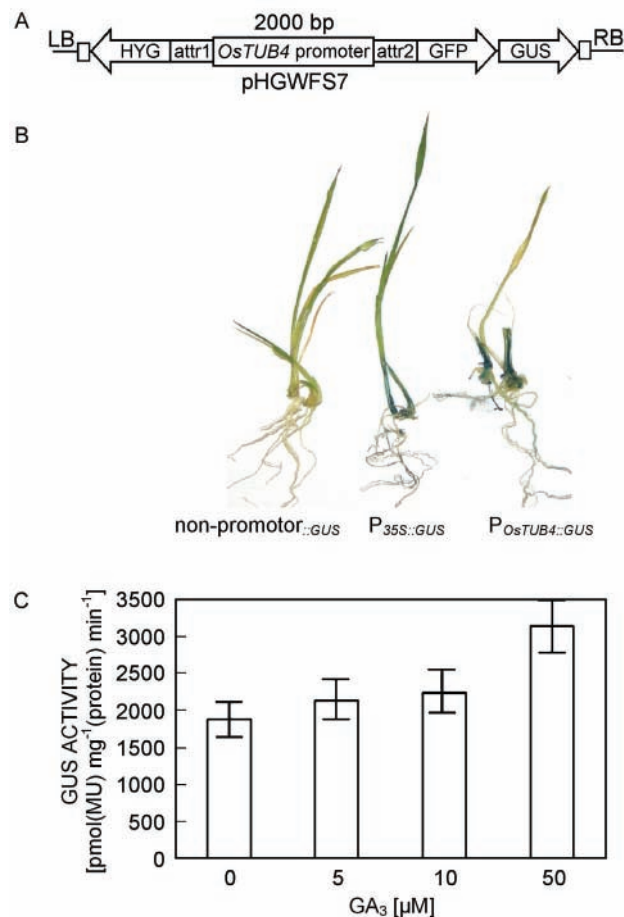 A
2000 bp
LB HYG attr1 OsTUB4 promoter attr2 GFP GUS RB
pHGWFS7
B
non-promotor::GUS P35S::GUS POsTUB4::GUS
C
GUS ACTIVITY
[pmol(MU) mg-1(protein) min-1]
3500
3000
2500
2000
1500
1000
500
0
0 5 10 50
GA3 [µM]